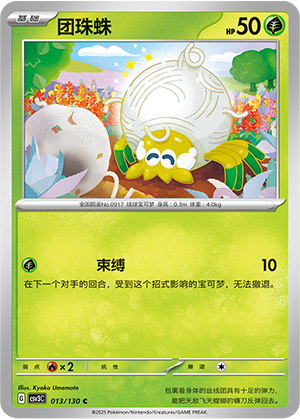 基础 团珠蛛 HP 50
全国图鉴No.0917 线球宝可梦 身高：0.3m 体重：4.0kg
束缚 10
在下一个对手的回合，受到这个招式影响的宝可梦，无法撤退。
弱点 ×2 抗性 撤退
Illus. Kyoko Umemoto
G CSV3C 013/130 C
包裹着身体的丝线团具有十足的弹力，
能把天敌飞天螳螂的镰刀反弹回去。
©2025 Pokémon/Nintendo/Creatures/GAME FREAK.